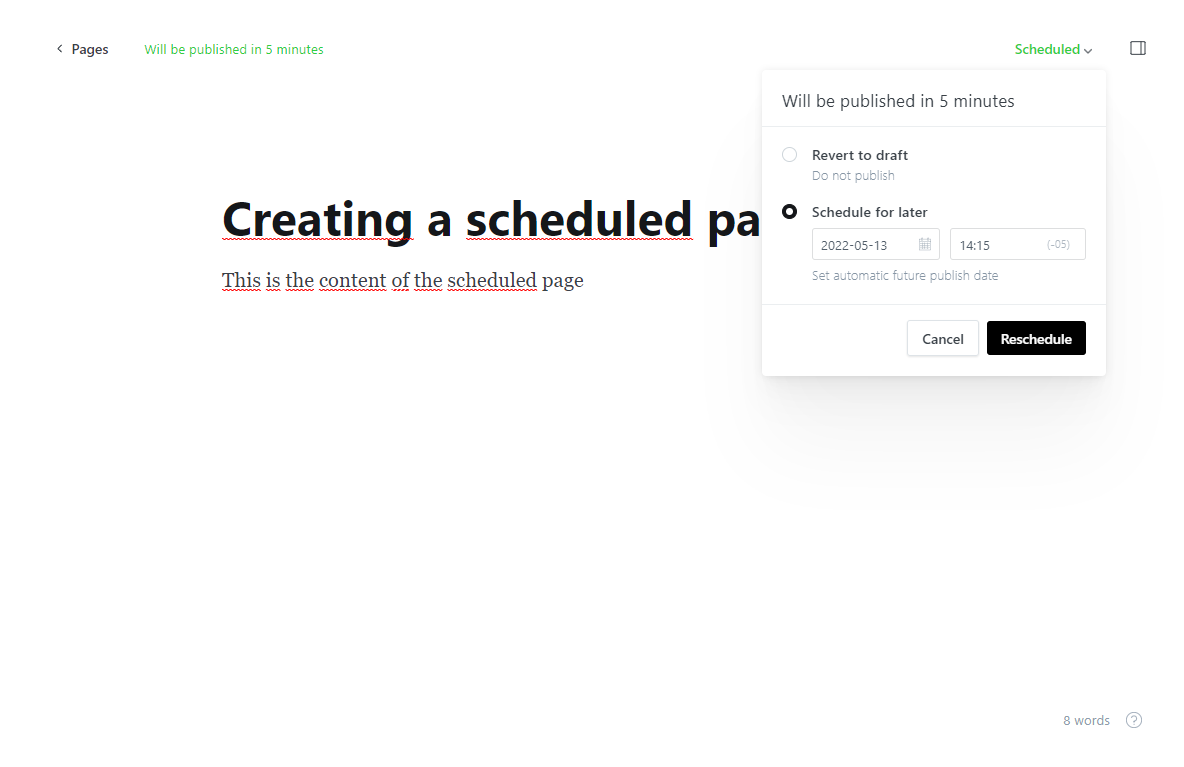 Pages
Will be published in 5 minutes
Scheduled
Will be published in 5 minutes
Revert to draft
Do not publish
Schedule for later
2022-05-13
14:15 (-05)
Set automatic future publish date
Cancel
Reschedule
Creating a scheduled pa
This is the content of the scheduled page
8 words
?